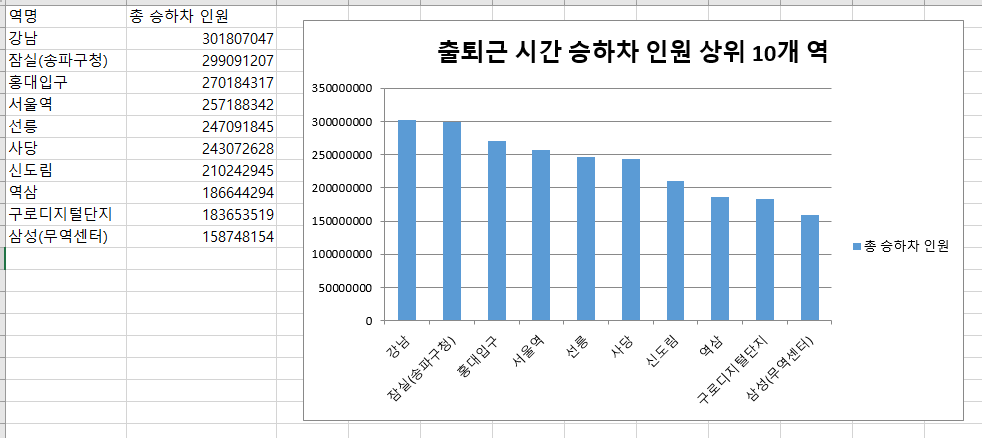 역명 총 승하차 인원
강남 301807047
잠실(송파구청) 299091207
홍대입구 270184317
서울역 257188342
선릉 247091845
사당 243072628
신도림 210242945
역삼 186644294
구로디지털단지 183653519
삼성(무역센터) 158748154
출퇴근 시간 승하차 인원 상위 10개 역
350000000
300000000
250000000
200000000
150000000
100000000
50000000
0
강남
잠실(송파구청)
홍대입구
서울역
선릉
사당
신도림
역삼
구로디지털단지
삼성(무역센터)
총 승하차 인원